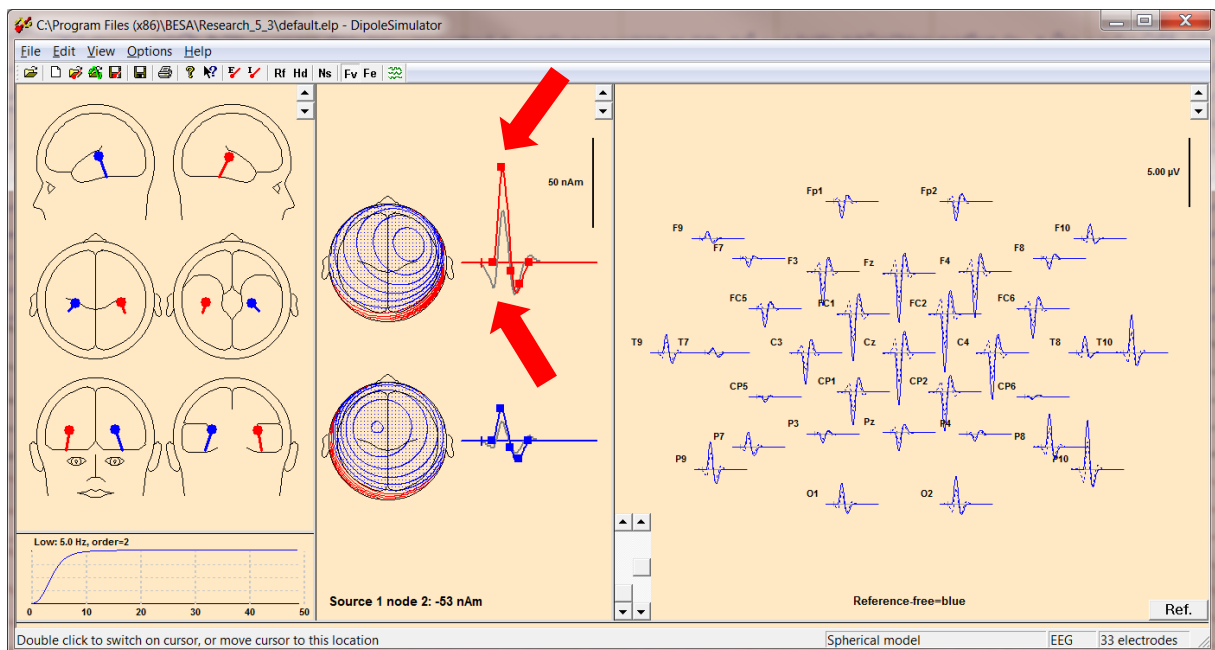 C:\Program Files (x86)\BESA\Research_5_3\default.elp - DipoleSimulator
File Edit View Options Help
Rf Hd Ns Fv Fe
50 nAm
5.00 µV
Fp1 Fp2
F9 F10
F7 F8
F3 Fz F4
FC5 FC1 FC2 FC6
T9 T7 C3 Cz C4 T8 T10
CP5 CP1 CP2 CP6
P7 P3 Pz P4 P8
P9 P10
O1 O2
Low: 5.0 Hz, order=2
0 10 20 30 40 50
Source 1 node 2: -53 nAm
Reference-free=blue
Ref.
Double click to switch on cursor, or move cursor to this location
Spherical model
EEG
33 electrodes